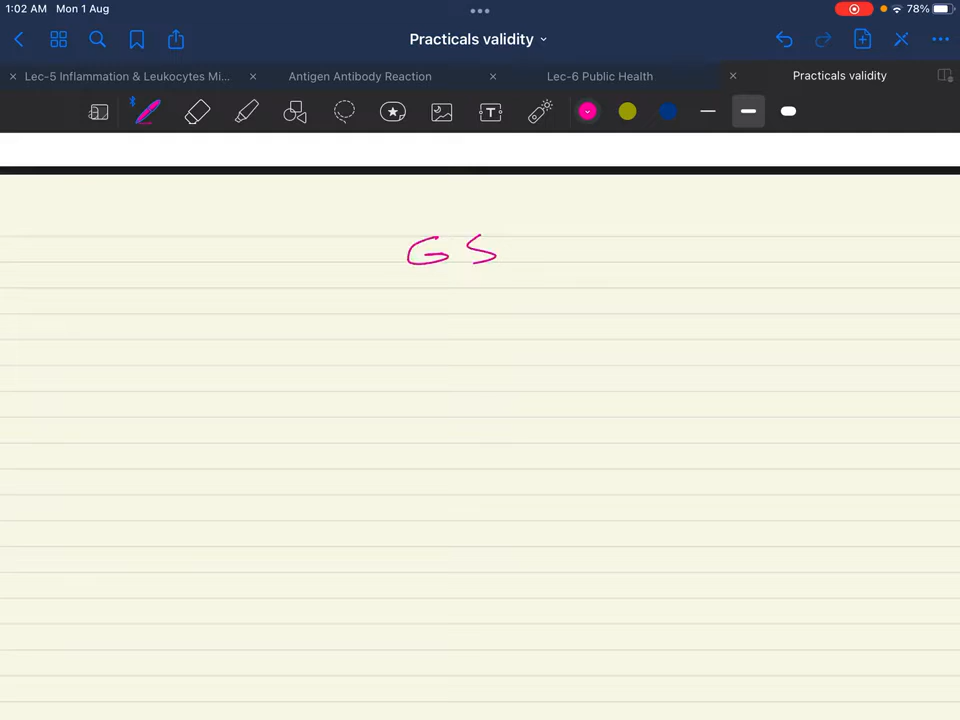 1:02 AM Mon 1 Aug
78%
Practicals validity
Lec-5 Inflammation & Leukocytes Mi...
Antigen Antibody Reaction
Lec-6 Public Health
Practicals validity
T
G S